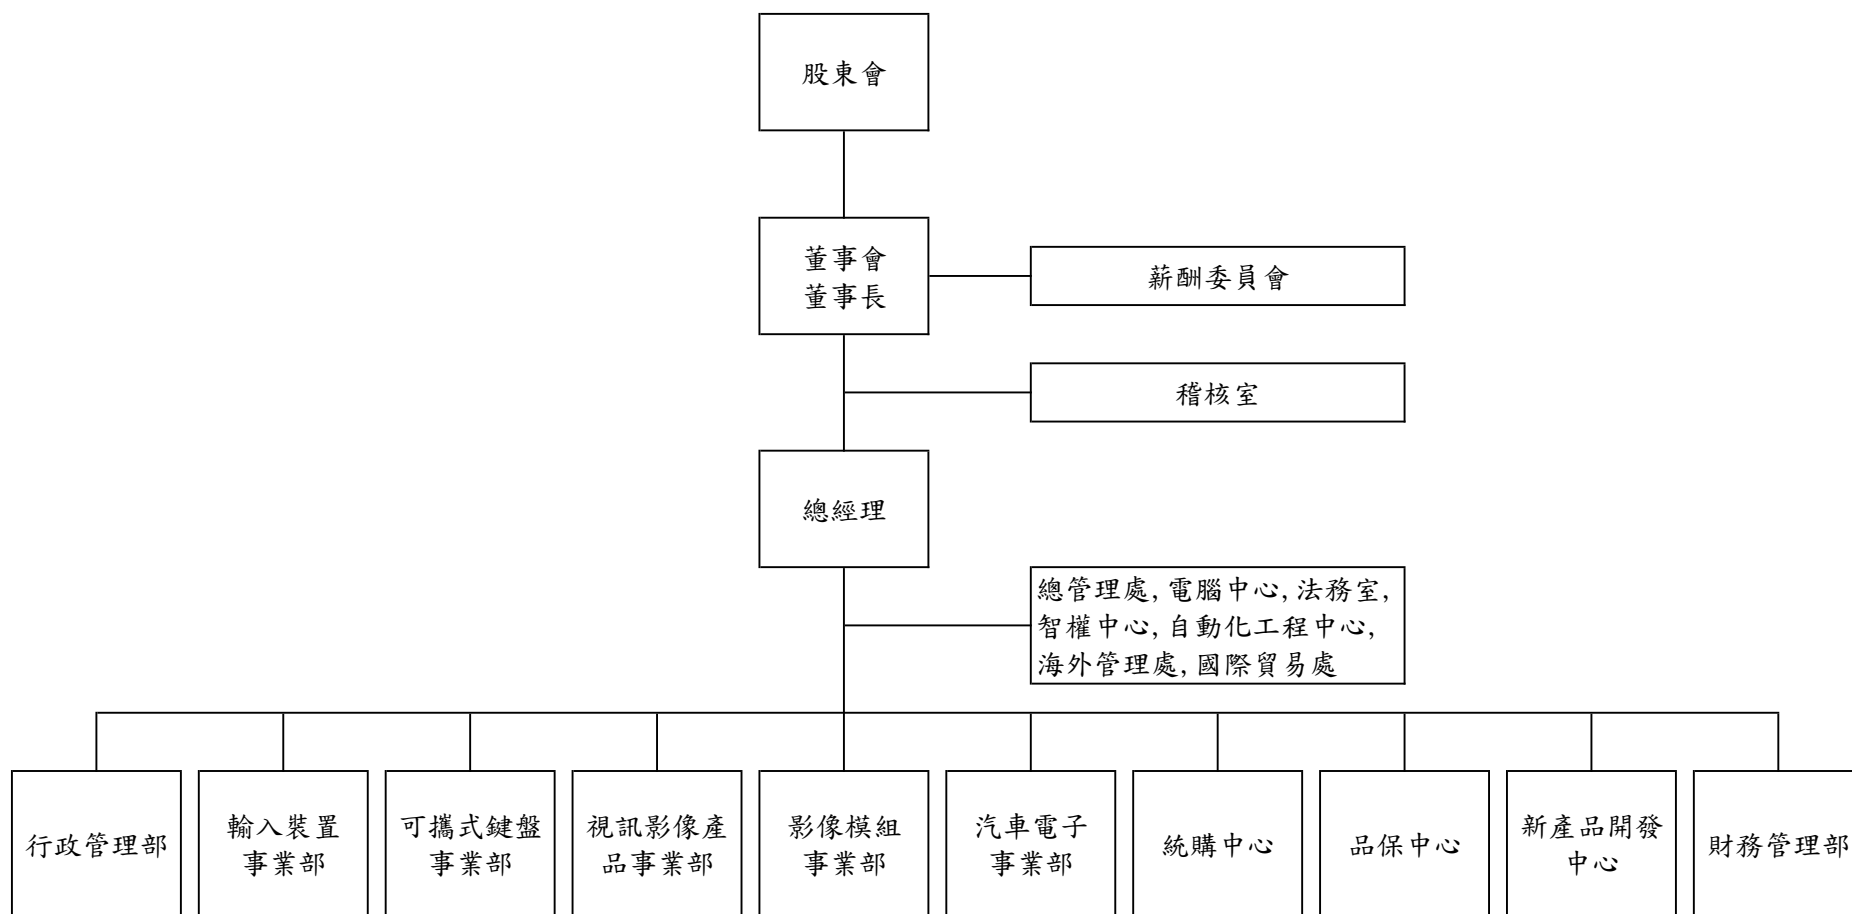 股東會
董事會
董事長
薪酬委員會
稽核室
總經理
總管理處, 電腦中心, 法務室,
智權中心, 自動化工程中心,
海外管理處, 國際貿易處
行政管理部
輸入裝置
事業部
可攜式鍵盤
事業部
視訊影像產
品事業部
影像模組
事業部
汽車電子
事業部
統購中心
品保中心
新產品開發
中心
財務管理部